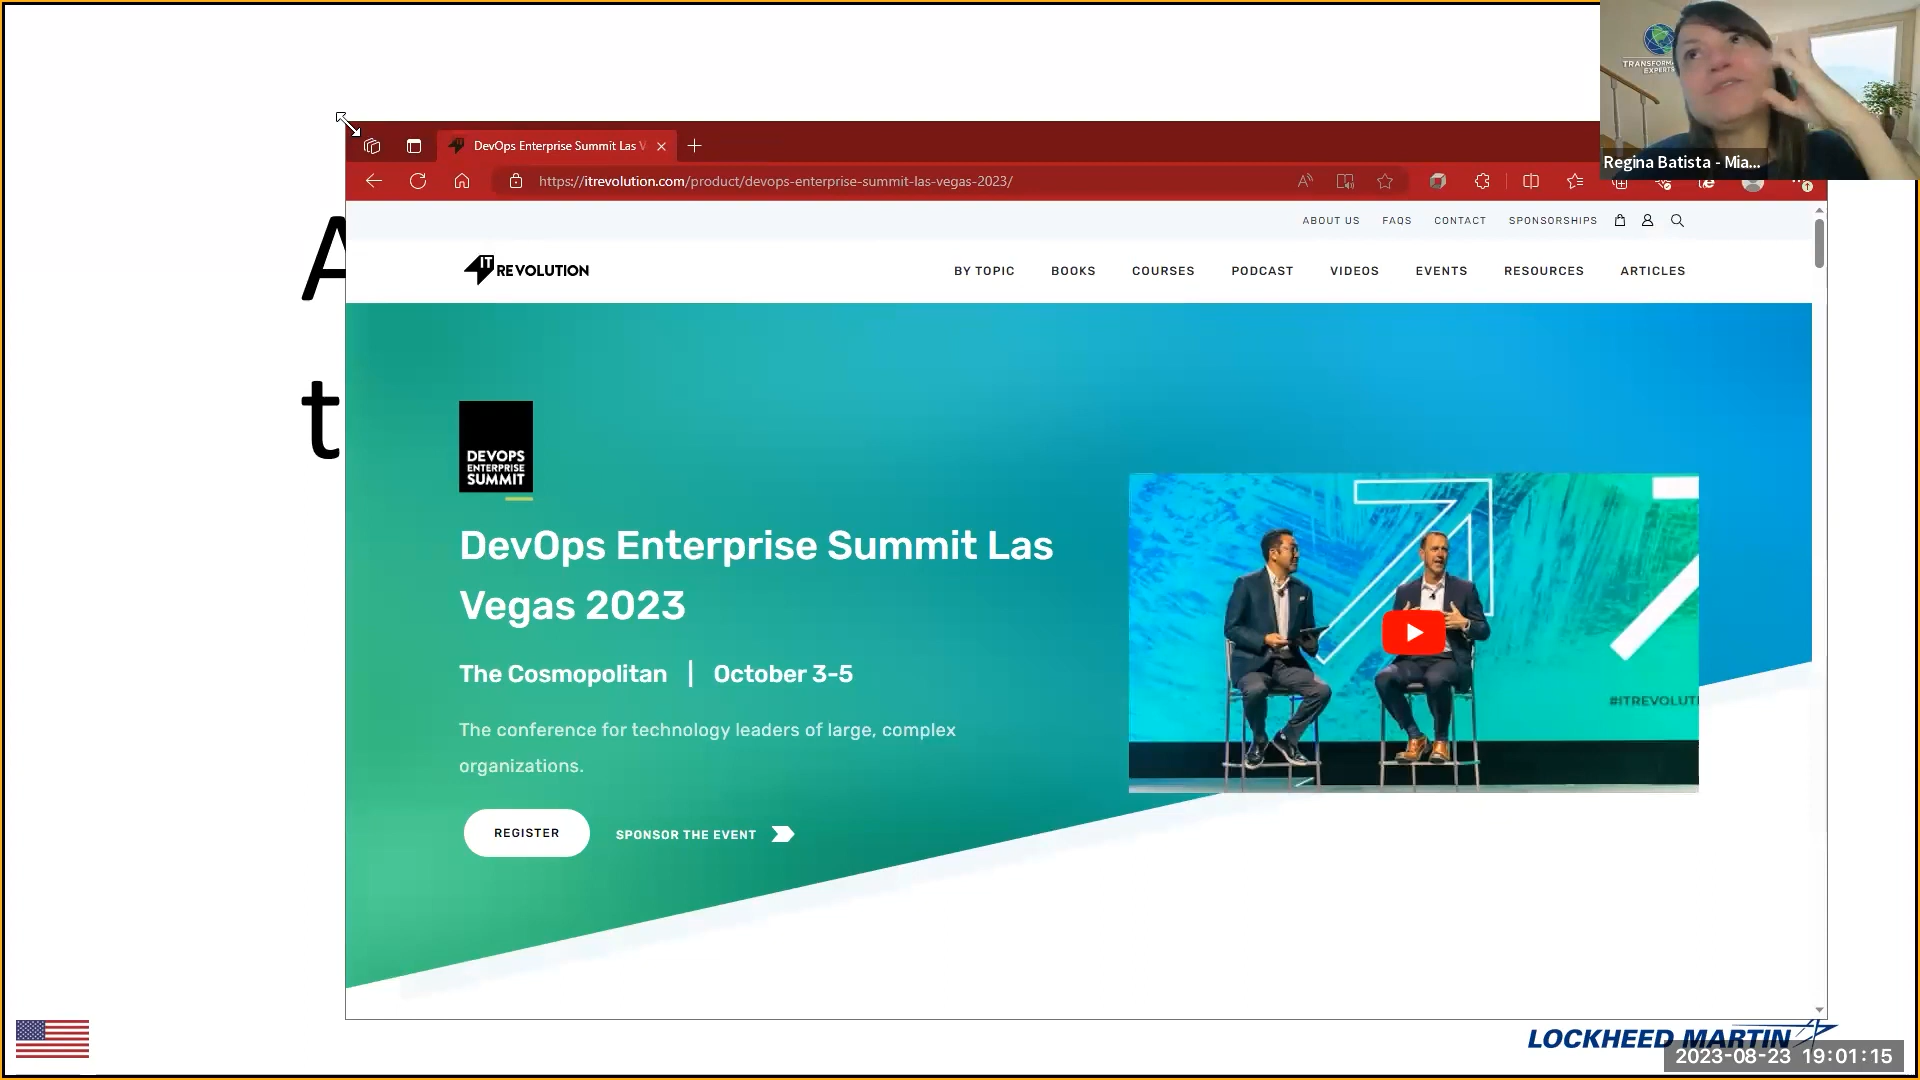 TRANSFORM
EXPERTS
Regina Batista - Mia...
DevOps Enterprise Summit Las V
https://itrevolution.com/product/devops-enterprise-summit-las-vegas-2023/
ABOUT US FAQS CONTACT SPONSORSHIPS
IT REVOLUTION
BY TOPIC BOOKS COURSES PODCAST VIDEOS EVENTS RESOURCES ARTICLES
A
t
DEVOPS
ENTERPRISE
SUMMIT
DevOps Enterprise Summit Las
Vegas 2023
The Cosmopolitan | October 3-5
The conference for technology leaders of large, complex
organizations.
REGISTER SPONSOR THE EVENT
#ITREVOLUTI
LOCKHEED MARTIN
2023-08-23 19:01:15